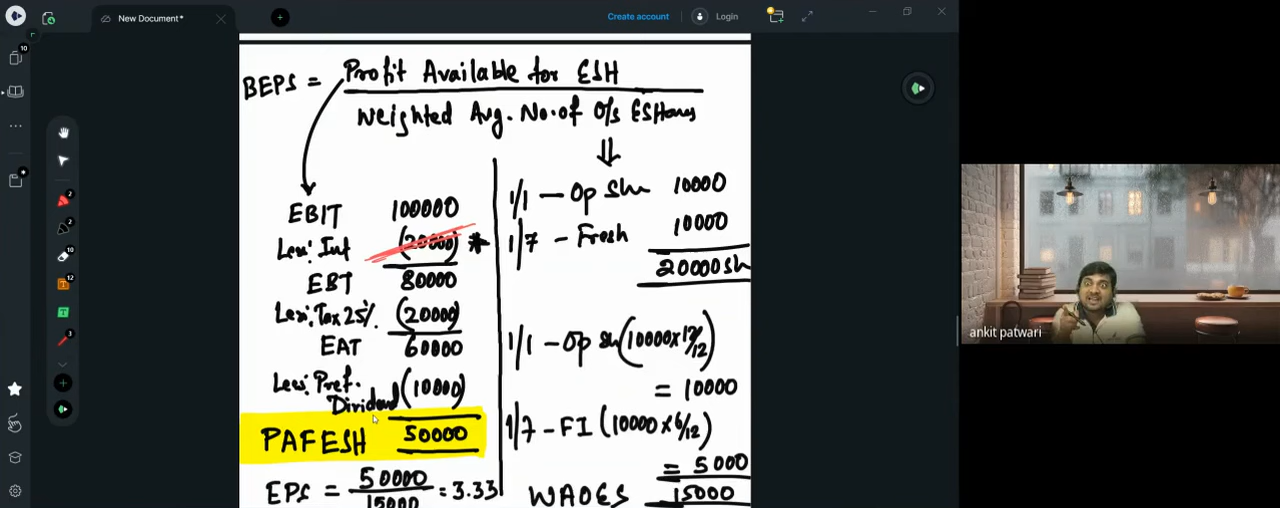 New Document*
Create account
Login
BEPS = Profit Available for ESH
Weighted Avg. No. of O/s EShares
EBIT 100000
Less: Int (20000) *
EBT 80000
Less: Tax 25% (20000)
EAT 60000
Less: Pref. Dividend (10000)
PAFESH 50000
EPS = 50000 / 15000 = 3.33
1/1 – Op Sh 10000
1/7 – Fresh 10000
20000 Sh
1/1 – Op Sh (10000 x 12/12)
= 10000
1/7 – FI (10000 x 6/12)
= 5000
WAOES 15000
ankit patwari